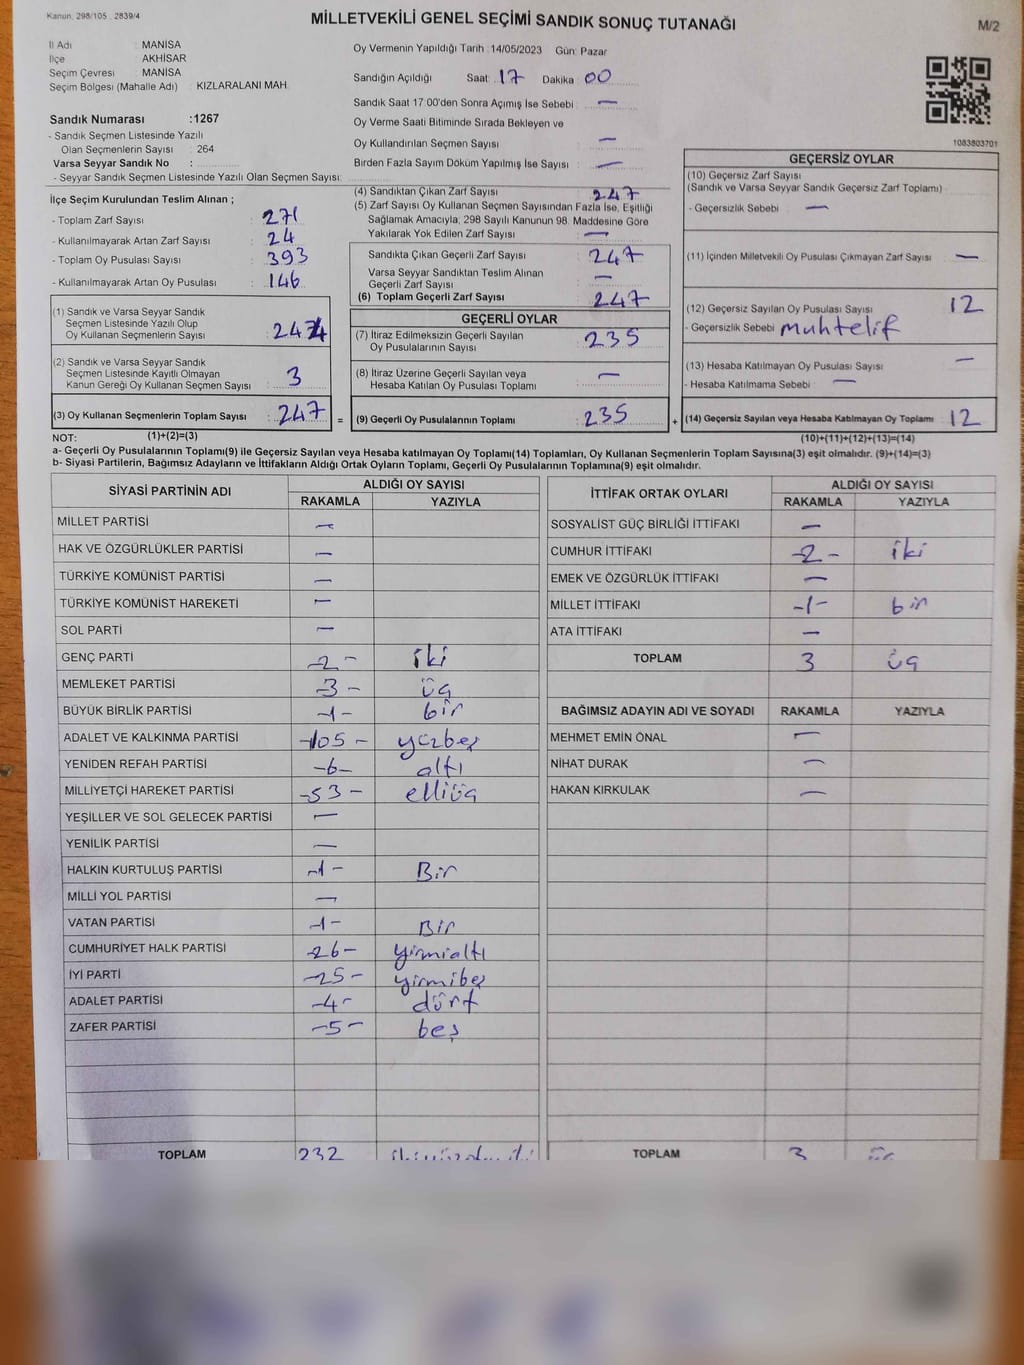 Kanun, 298/105, 2839/4
MİLLETVEKİLİ GENEL SEÇİMİ SANDIK SONUÇ TUTANAĞI
M/2
İl Adı : MANİSA
İlçe : AKHİSAR
Seçim Çevresi : MANİSA
Seçim Bölgesi (Mahalle Adı) : KIZLARALANI MAH.
Sandık Numarası :1267
- Sandık Seçmen Listesinde Yazılı
Olan Seçmenlerin Sayısı : 264
Varsa Seyyar Sandık No :
- Seyyar Sandık Seçmen Listesinde Yazılı Olan Seçmen Sayısı:
Oy Vermenin Yapıldığı Tarih :14/05/2023 Gün: Pazar
Sandığın Açıldığı Saat: 17 Dakika 00
Sandık Saat 17:00'den Sonra Açımış İse Sebebi : —
Oy Verme Saati Bitiminde Sırada Bekleyen ve
Oy Kullandırılan Seçmen Sayısı : —
Birden Fazla Sayım Döküm Yapılmış İse Sayısı : —
1083803701
İlçe Seçim Kurulundan Teslim Alınan ;
- Toplam Zarf Sayısı : 271
- Kullanılmayarak Artan Zarf Sayısı : 24
- Toplam Oy Pusulası Sayısı : 393
- Kullanılmayarak Artan Oy Pusulası : 146
(1) Sandık ve Varsa Seyyar Sandık
Seçmen Listesinde Yazılı Olup
Oy Kullanan Seçmenlerin Sayısı :
(2) Sandık ve Varsa Seyyar Sandık
Seçmen Listesinde Kayıtlı Olmayan
Kanun Gereği Oy Kullanan Seçmen Sayısı : 3
(3) Oy Kullanan Seçmenlerin Toplam Sayısı : 247 =
(4) Sandıktan Çıkan Zarf Sayısı : 247
(5) Zarf Sayısı Oy Kullanan Seçmen Sayısından Fazla İse, Eşitliği
Sağlamak Amacıyla; 298 Sayılı Kanunun 98. Maddesine Göre
Yakılarak Yok Edilen Zarf Sayısı : —
Sandıkta Çıkan Geçerli Zarf Sayısı : 247
Varsa Seyyar Sandıktan Teslim Alınan
Geçerli Zarf Sayısı : —
(6) Toplam Geçerli Zarf Sayısı : 247
GEÇERLİ OYLAR
(7) İtiraz Edilmeksizin Geçerli Sayılan
Oy Pusulalarının Sayısı : 235
(8) İtiraz Üzerine Geçerli Sayılan veya
Hesaba Katılan Oy Pusulası Toplamı : —
(9) Geçerli Oy Pusulalarının Toplamı : 235 +
GEÇERSİZ OYLAR
(10) Geçersiz Zarf Sayısı :
(Sandık ve Varsa Seyyar Sandık Geçersiz Zarf Toplamı)
- Geçersizlik Sebebi : —
(11) İçinden Milletvekili Oy Pusulası Çıkmayan Zarf Sayısı : —
(12) Geçersiz Sayılan Oy Pusulası Sayısı : 12
- Geçersizlik Sebebi : muhtelif
(13) Hesaba Katılmayan Oy Pusulası Sayısı : —
- Hesaba Katılmama Sebebi : —
(14) Geçersiz Sayılan veya Hesaba Katılmayan Oy Toplamı : 12
NOT: (1)+(2)=(3) (10)+(11)+(12)+(13)=(14)
a- Geçerli Oy Pusulalarının Toplamı(9) ile Geçersiz Sayılan veya Hesaba katılmayan Oy Toplamı(14) Toplamları, Oy Kullanan Seçmenlerin Toplam Sayısına(3) eşit olmalıdır. (9)+(14)=(3)
b- Siyasi Partilerin, Bağımsız Adayların ve İttifakların Aldığı Ortak Oyların Toplamı, Geçerli Oy Pusulalarının Toplamına(9) eşit olmalıdır.
SİYASİ PARTİNİN ADI ALDIĞI OY SAYISI
RAKAMLA YAZIYLA
MİLLET PARTİSİ —
HAK VE ÖZGÜRLÜKLER PARTİSİ —
TÜRKİYE KOMÜNİST PARTİSİ —
TÜRKİYE KOMÜNİST HAREKETİ —
SOL PARTİ —
GENÇ PARTİ -2- iki
MEMLEKET PARTİSİ -3- üç
BÜYÜK BİRLİK PARTİSİ -1- bir
ADALET VE KALKINMA PARTİSİ -105- yüzbeş
YENİDEN REFAH PARTİSİ -6- altı
MİLLİYETÇİ HAREKET PARTİSİ -53- elliüç
YEŞİLLER VE SOL GELECEK PARTİSİ —
YENİLİK PARTİSİ —
HALKIN KURTULUŞ PARTİSİ -1- Bir
MİLLİ YOL PARTİSİ —
VATAN PARTİSİ -1- Bir
CUMHURİYET HALK PARTİSİ -26- yirmialtı
İYİ PARTİ -25- yirmibeş
ADALET PARTİSİ -4- dört
ZAFER PARTİSİ -5- beş
TOPLAM 232
İTTİFAK ORTAK OYLARI ALDIĞI OY SAYISI
RAKAMLA YAZIYLA
SOSYALİST GÜÇ BİRLİĞİ İTTİFAKI —
CUMHUR İTTİFAKI -2- iki
EMEK VE ÖZGÜRLÜK İTTİFAKI —
MİLLET İTTİFAKI -1- bir
ATA İTTİFAKI —
TOPLAM 3 üç
BAĞIMSIZ ADAYIN ADI VE SOYADI RAKAMLA YAZIYLA
MEHMET EMİN ÖNAL —
NİHAT DURAK —
HAKAN KIRKULAK —
TOPLAM 3 üç